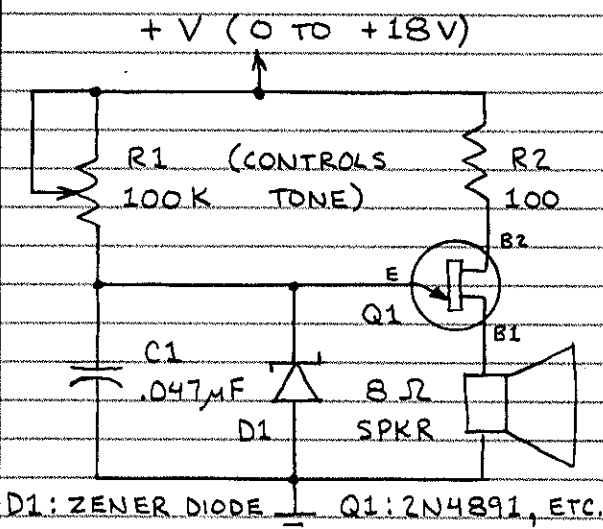 + V (0 TO +18V)
R1 (CONTROLS
100K TONE)
R2
100
B2
E
Q1
B1
C1
.047µF
D1
8 Ω
SPKR
D1: ZENER DIODE
Q1: 2N4891, ETC.